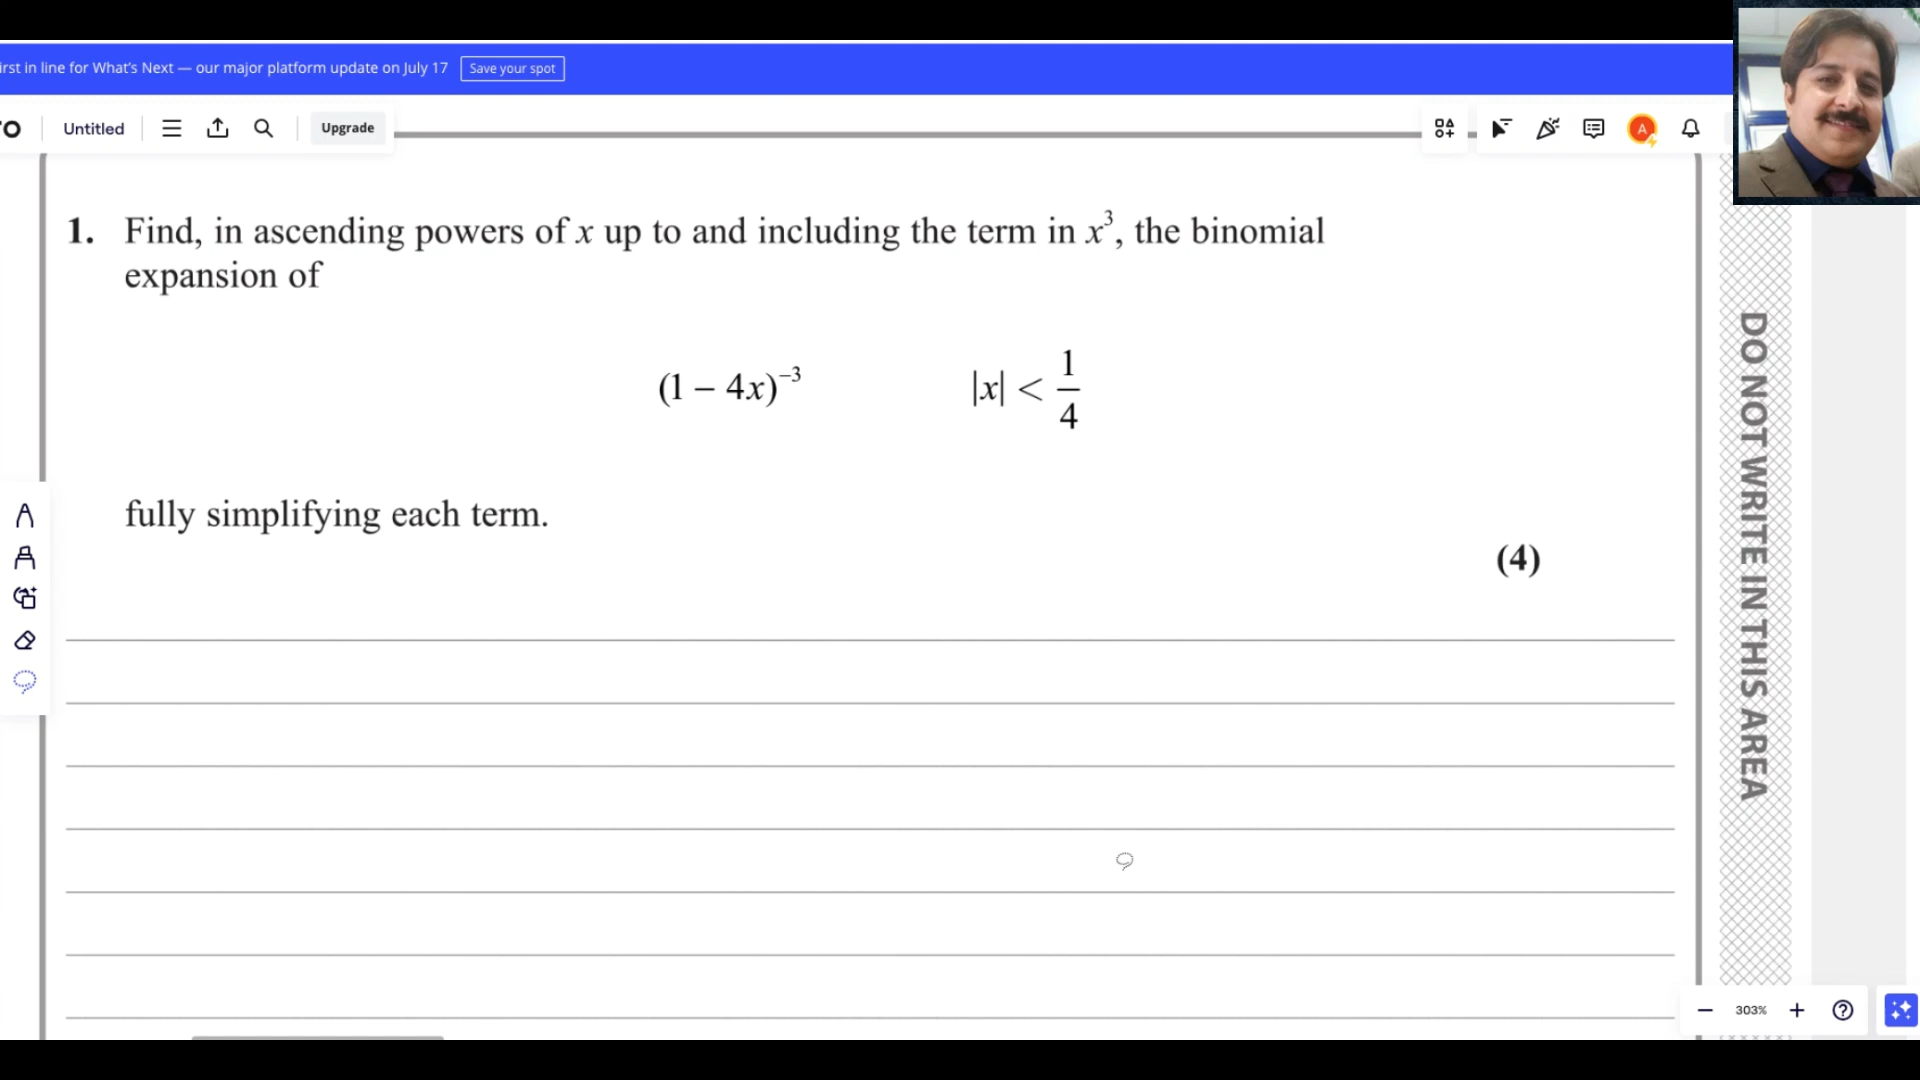 irst in line for What's Next — our major platform update on July 17 Save your spot
ro Untitled Upgrade A
1. Find, in ascending powers of x up to and including the term in x³, the binomial
expansion of
(1 – 4x)⁻³ |x| < 1/4
fully simplifying each term.
(4)
DO NOT WRITE IN THIS AREA
303%